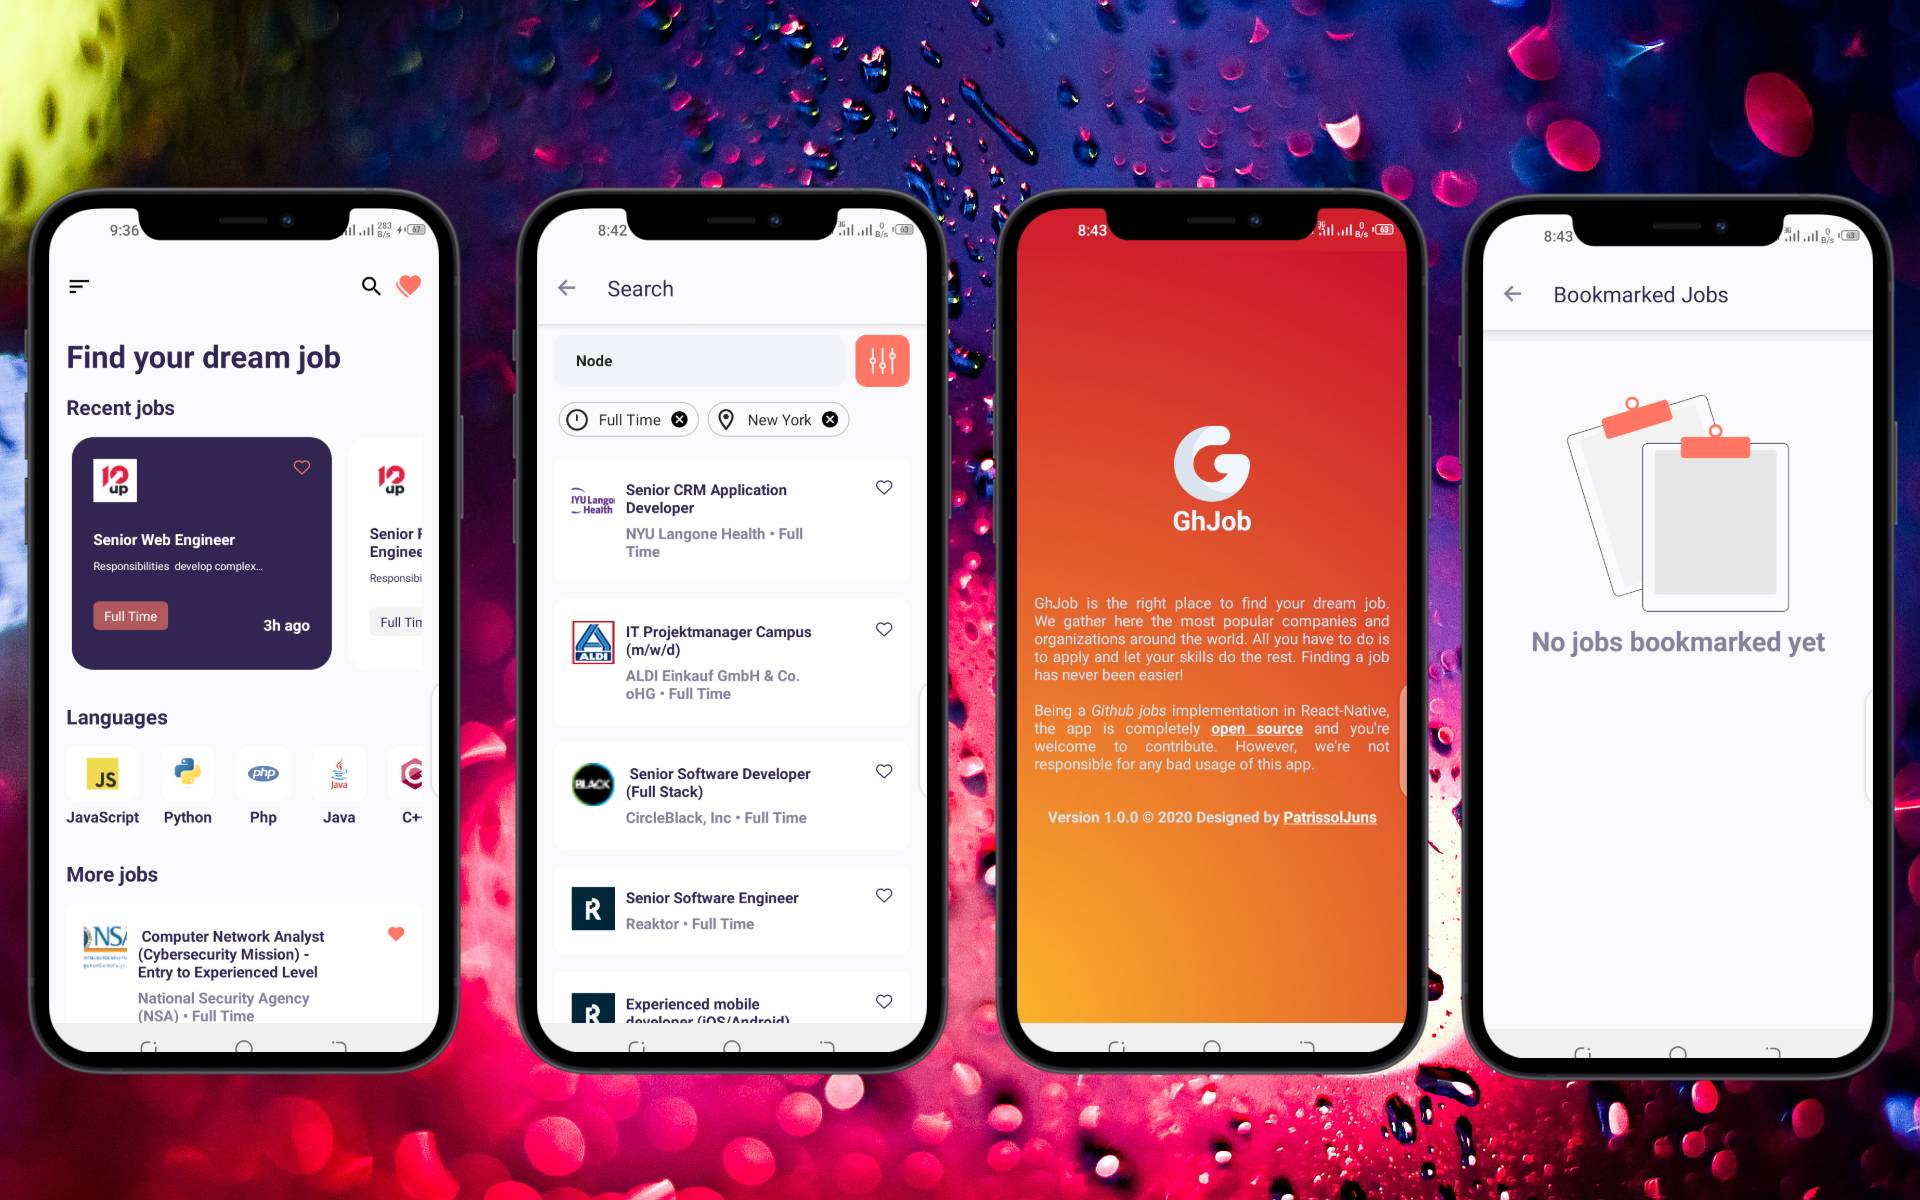 9:36
283
B/s
67
Find your dream job
Recent jobs
10
up
Senior Web Engineer
Responsibilities develop complex...
Full Time
3h ago
10
up
Senior
Responsibi
Languages
JS
php
Java
JavaScript
Python
Php
Java
More jobs
Computer Network Analyst
(Cybersecurity Mission) -
Entry to Experienced Level
National Security Agency
(NSA) • Full Time
8:42
0
B/s
63
Search
Node
Full Time
New York
Senior CRM Application
Developer
NYU Langone Health • Full
Time
Health
IT Projektmanager Campus
(m/w/d)
ALDI Einkauf GmbH & Co.
oHG • Full Time
ALDI
Senior Software Developer
(Full Stack)
CircleBlack, Inc • Full Time
BLACK
Senior Software Engineer
Reaktor • Full Time
R
Experienced mobile
developer (iOS/Android)
R
8:43
0
B/s
63
GhJob
GhJob is the right place to find your dream job.
We gather here the most popular companies and
organizations around the world. All you have to do is
to apply and let your skills do the rest. Finding a job
has never been easier!
Being a Github jobs implementation in React-Native,
the app is completely open source and you're
welcome to contribute. However, we're not
responsible for any bad usage of this app.
Version 1.0.0 © 2020 Designed by PatrissolJuns
8:43
0
B/s
63
Bookmarked Jobs
No jobs bookmarked yet